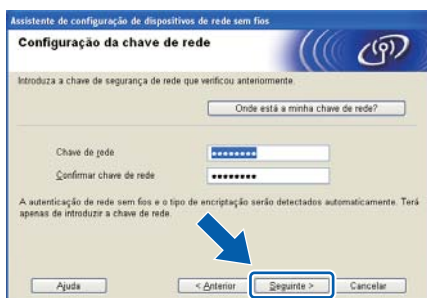 Assistente de configuração de dispositivos de rede sem fios
Configuração da chave de rede
Introduza a chave de segurança de rede que verificou anteriormente.
Onde está a minha chave de rede?
Chave de rede
Confirmar chave de rede
A autenticação de rede sem fios e o tipo de encriptação serão detectados automaticamente. Terá
apenas de introduzir a chave de rede.
Ajuda
< Anterior
Seguinte >
Cancelar